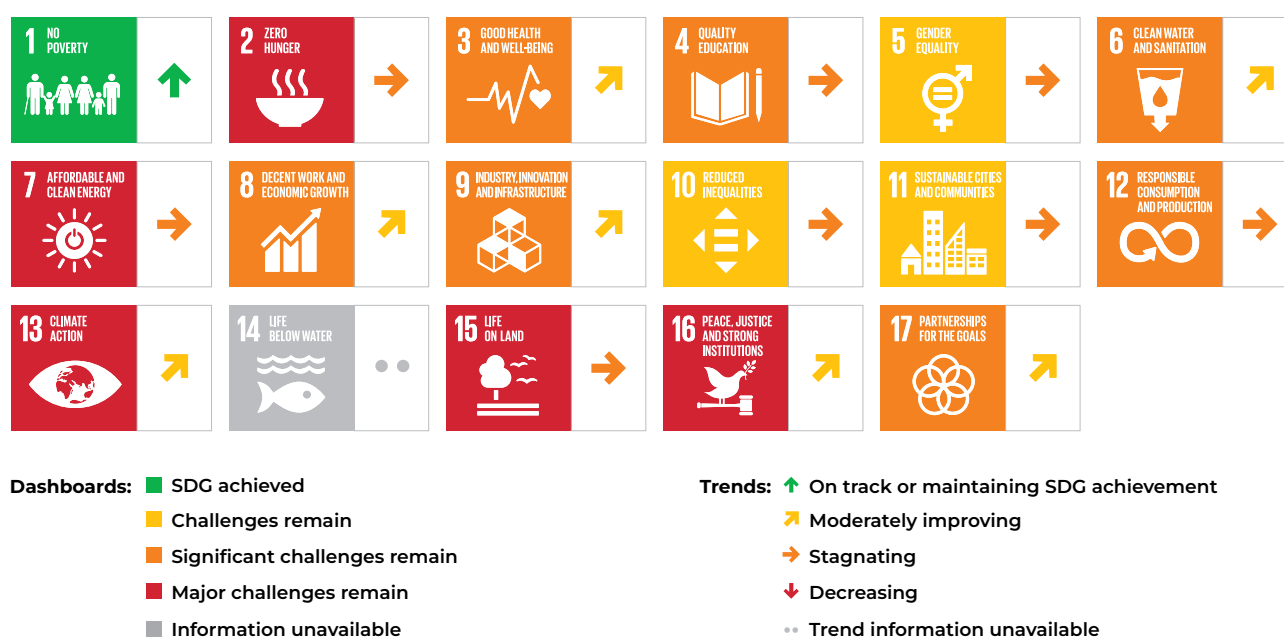 1 NO
POVERTY
2 ZERO
HUNGER
3 GOOD HEALTH
AND WELL-BEING
4 QUALITY
EDUCATION
5 GENDER
EQUALITY
6 CLEAN WATER
AND SANITATION
7 AFFORDABLE AND
CLEAN ENERGY
8 DECENT WORK AND
ECONOMIC GROWTH
9 INDUSTRY, INNOVATION
AND INFRASTRUCTURE
10 REDUCED
INEQUALITIES
11 SUSTAINABLE CITIES
AND COMMUNITIES
12 RESPONSIBLE
CONSUMPTION
AND PRODUCTION
13 CLIMATE
ACTION
14 LIFE
BELOW WATER
15 LIFE
ON LAND
16 PEACE, JUSTICE
AND STRONG
INSTITUTIONS
17 PARTNERSHIPS
FOR THE GOALS
Dashboards: SDG achieved
Challenges remain
Significant challenges remain
Major challenges remain
Information unavailable
Trends: On track or maintaining SDG achievement
Moderately improving
Stagnating
Decreasing
Trend information unavailable